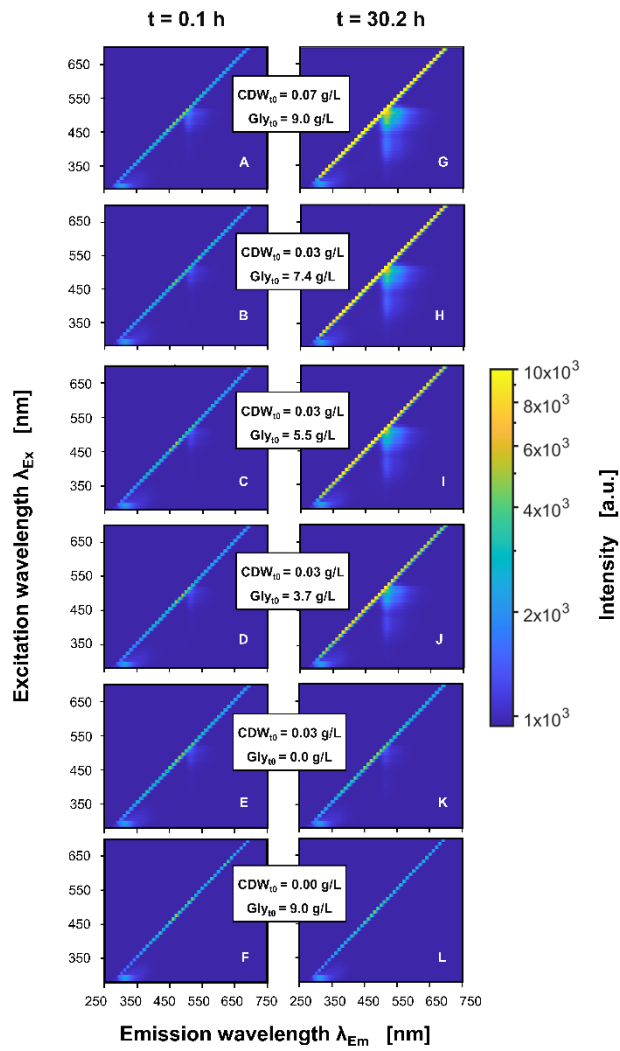 t = 0.1 h
t = 30.2 h
650
550
450
350
CDWt0 = 0.07 g/L
Glyt0 = 9.0 g/L
A
G
650
550
450
350
CDWt0 = 0.03 g/L
Glyt0 = 7.4 g/L
B
H
650
550
450
350
CDWt0 = 0.03 g/L
Glyt0 = 5.5 g/L
C
I
650
550
450
350
CDWt0 = 0.03 g/L
Glyt0 = 3.7 g/L
D
J
650
550
450
350
CDWt0 = 0.03 g/L
Glyt0 = 0.0 g/L
E
K
650
550
450
350
CDWt0 = 0.00 g/L
Glyt0 = 9.0 g/L
F
L
250 350 450 550 650 750
250 350 450 550 650 750
Emission wavelength λEm [nm]
Excitation wavelength λEx [nm]
10x10³
8x10³
6x10³
4x10³
2x10³
1x10³
Intensity [a.u.]